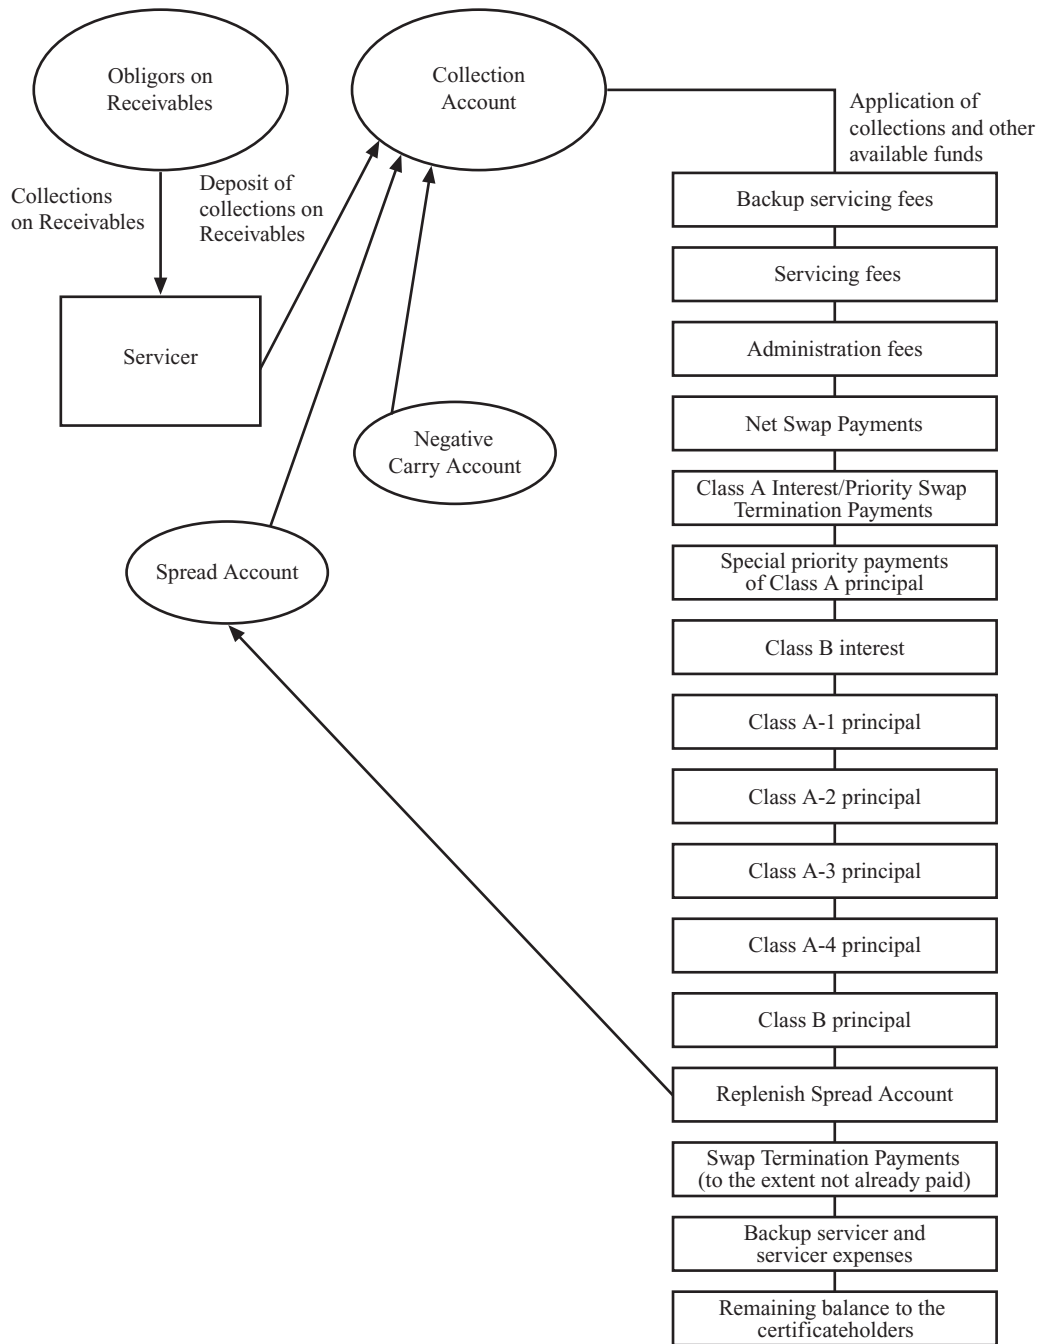 Obligors on
Receivables
Collection
Account
Application of
collections and other
available funds
Collections
on Receivables
Deposit of
collections on
Receivables
Servicer
Negative
Carry Account
Spread Account
Backup servicing fees
Servicing fees
Administration fees
Net Swap Payments
Class A Interest/Priority Swap
Termination Payments
Special priority payments
of Class A principal
Class B interest
Class A-1 principal
Class A-2 principal
Class A-3 principal
Class A-4 principal
Class B principal
Replenish Spread Account
Swap Termination Payments
(to the extent not already paid)
Backup servicer and
servicer expenses
Remaining balance to the
certificateholders